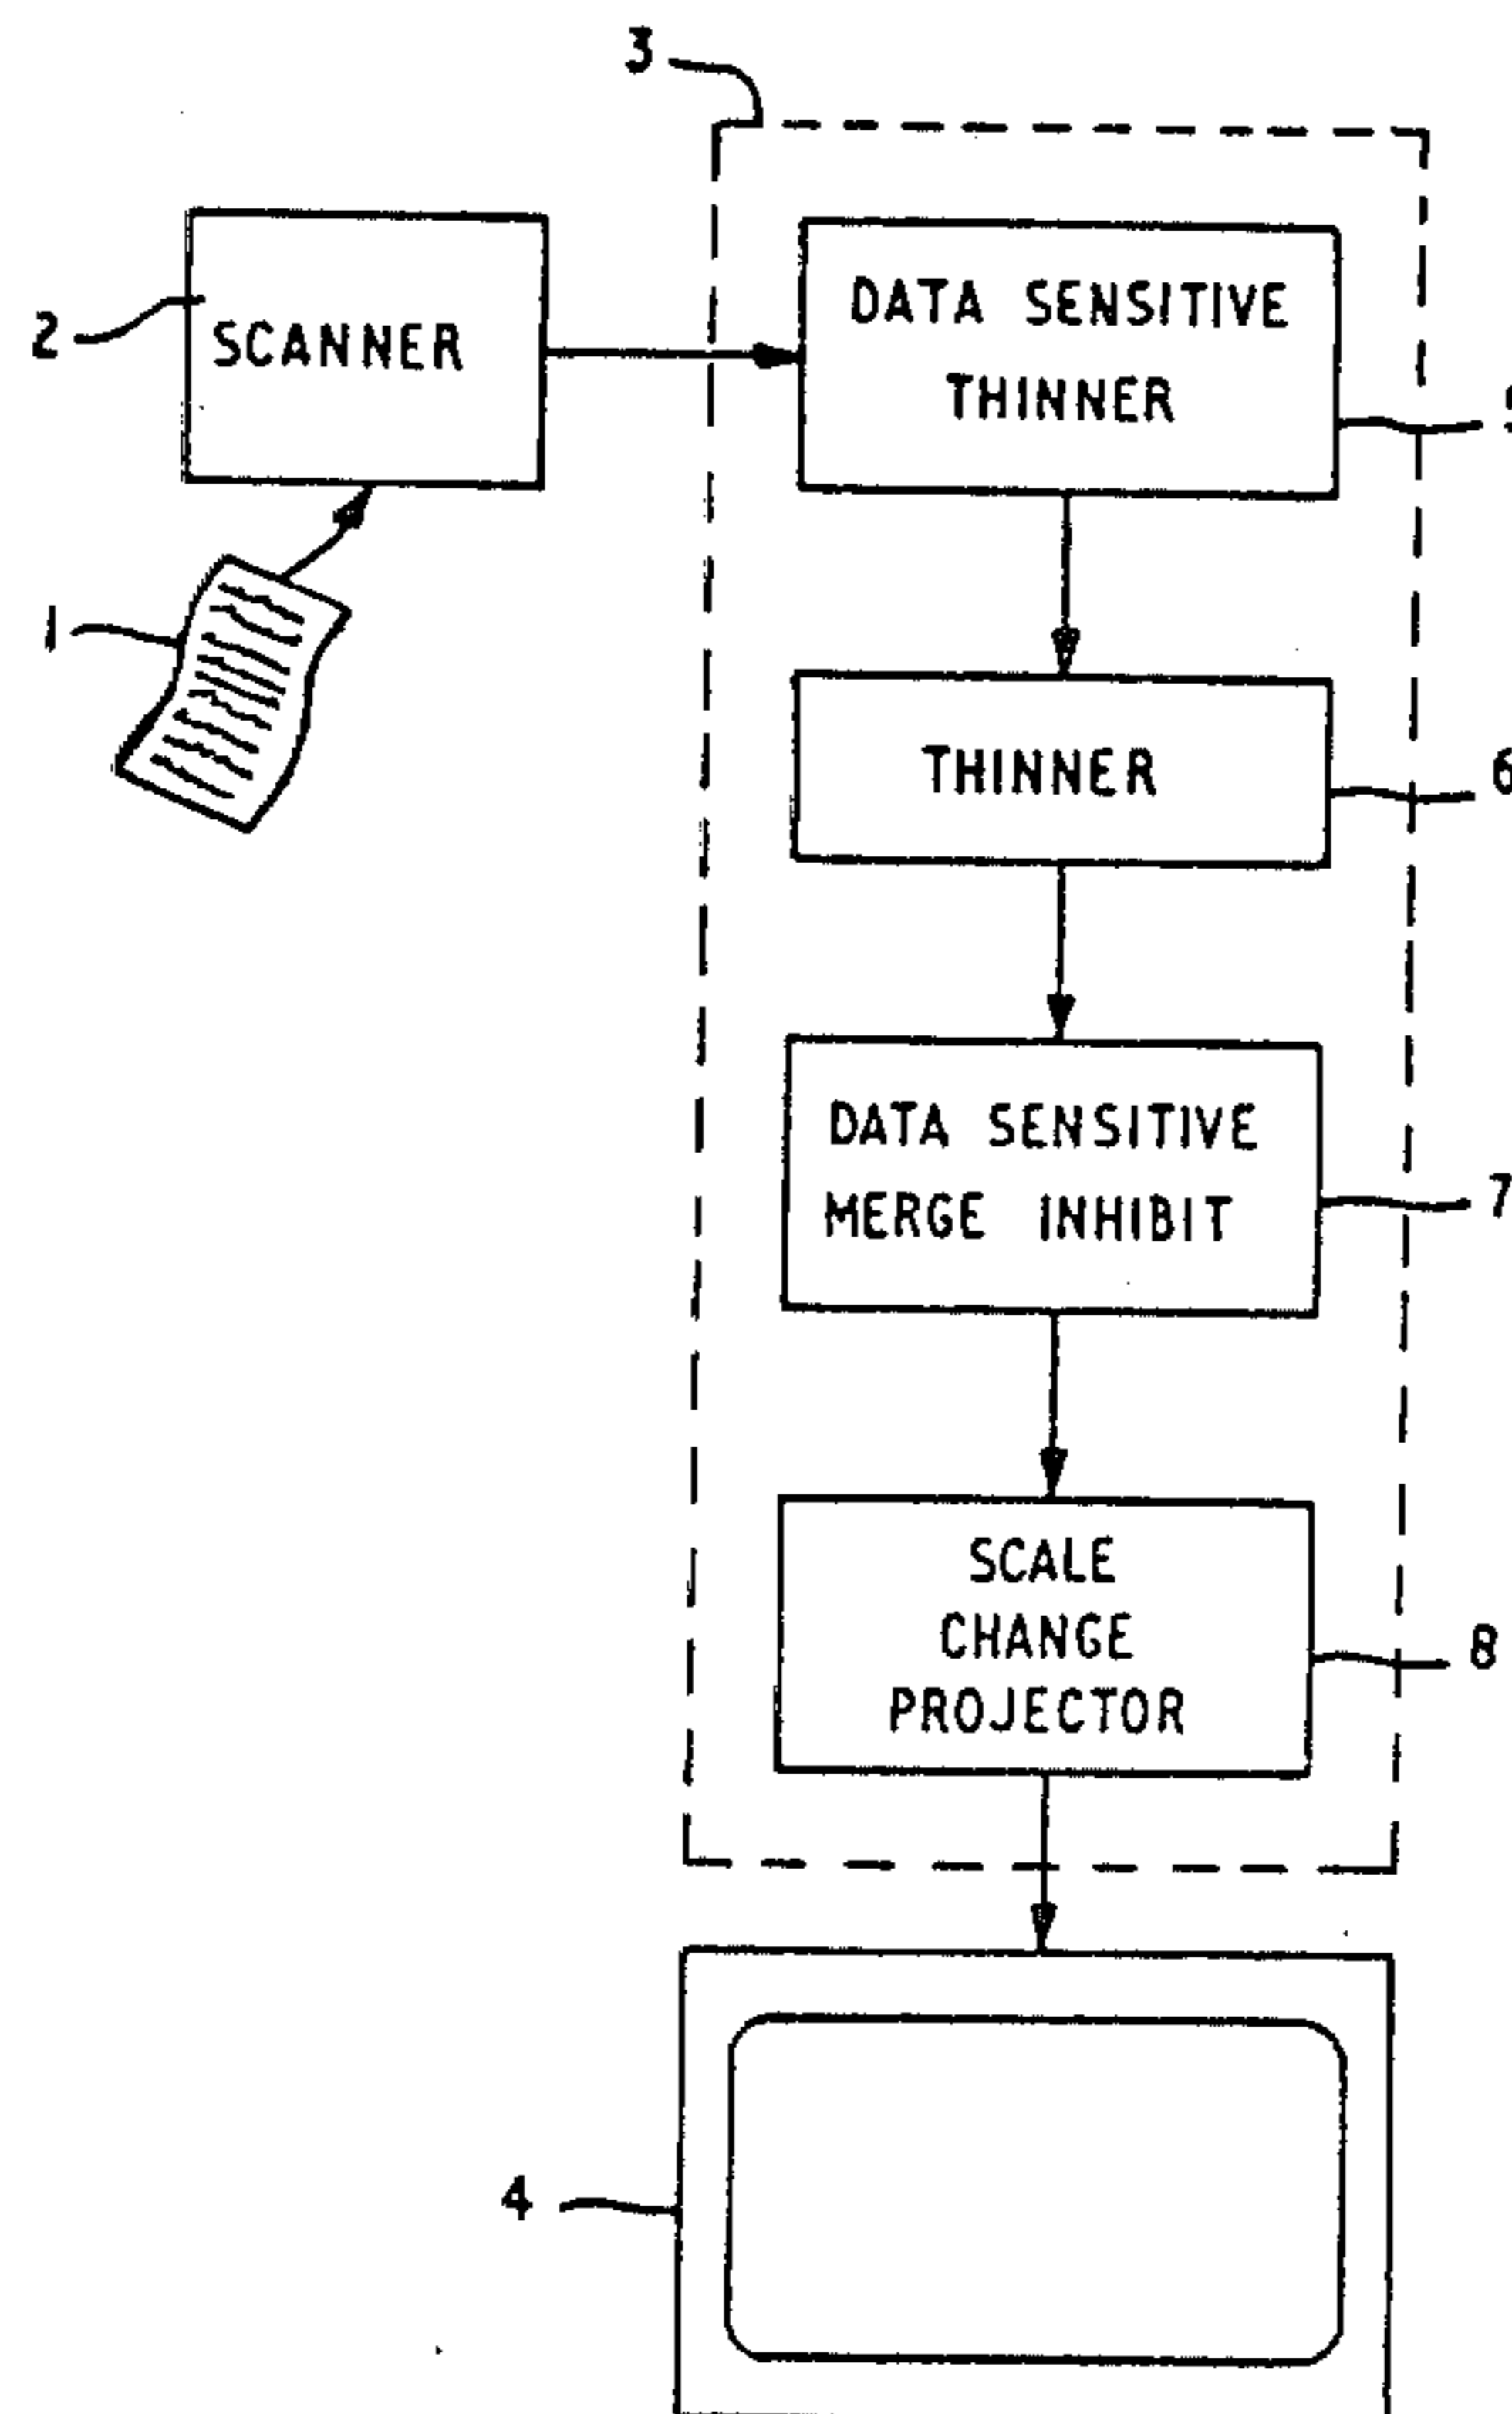 3
2
SCANNER
DATA SENSITIVE
THINNER
1
THINNER
6
DATA SENSITIVE
MERGE INHIBIT
7
SCALE
CHANGE
PROJECTOR
8
4